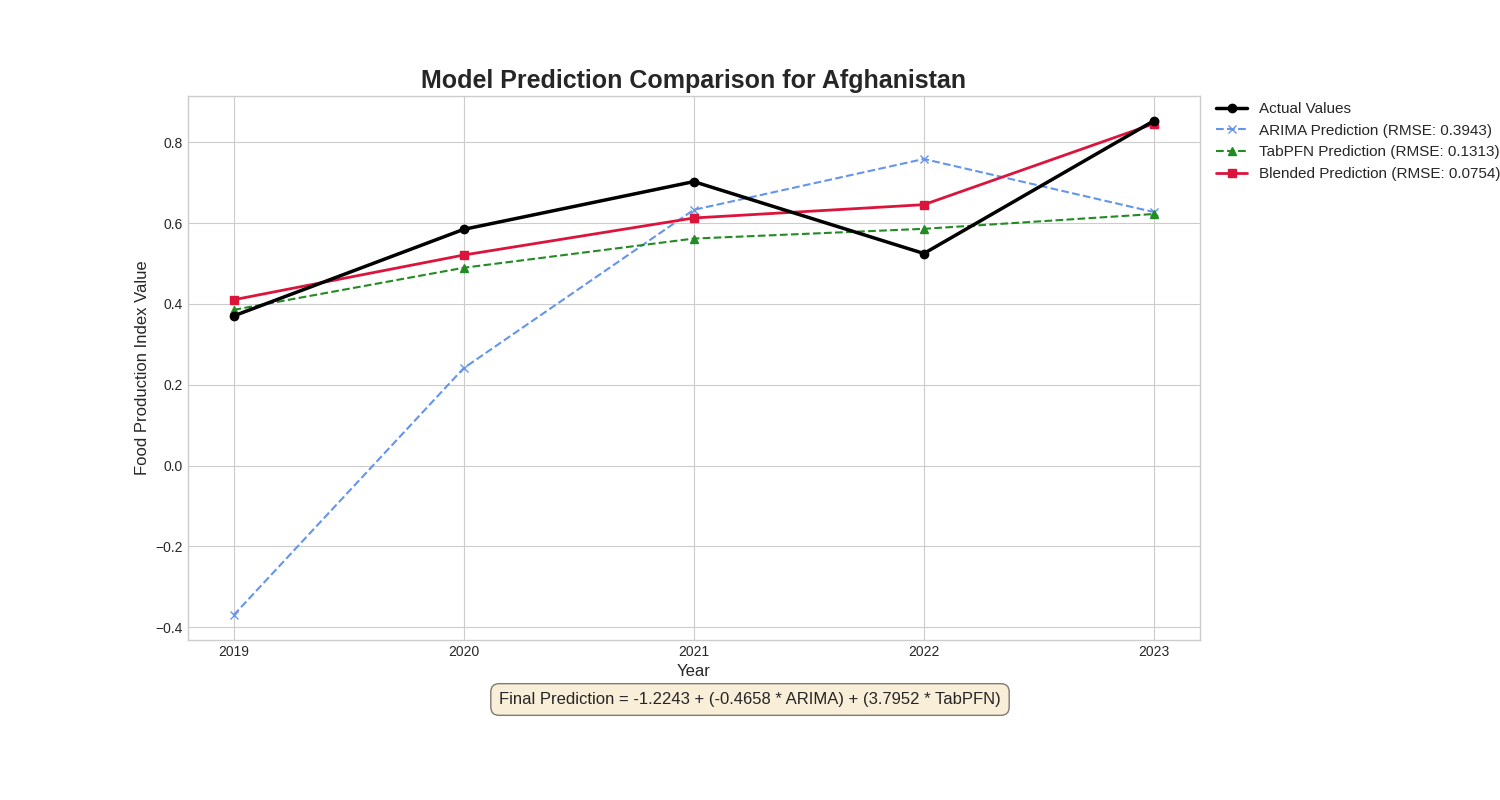 Model Prediction Comparison for Afghanistan
Actual Values
ARIMA Prediction (RMSE: 0.3943)
TabPFN Prediction (RMSE: 0.1313)
Blended Prediction (RMSE: 0.0754)
Food Production Index Value
0.8
0.6
0.4
0.2
0.0
−0.2
−0.4
2019 2020 2021 2022 2023
Year
Final Prediction = -1.2243 + (-0.4658 * ARIMA) + (3.7952 * TabPFN)